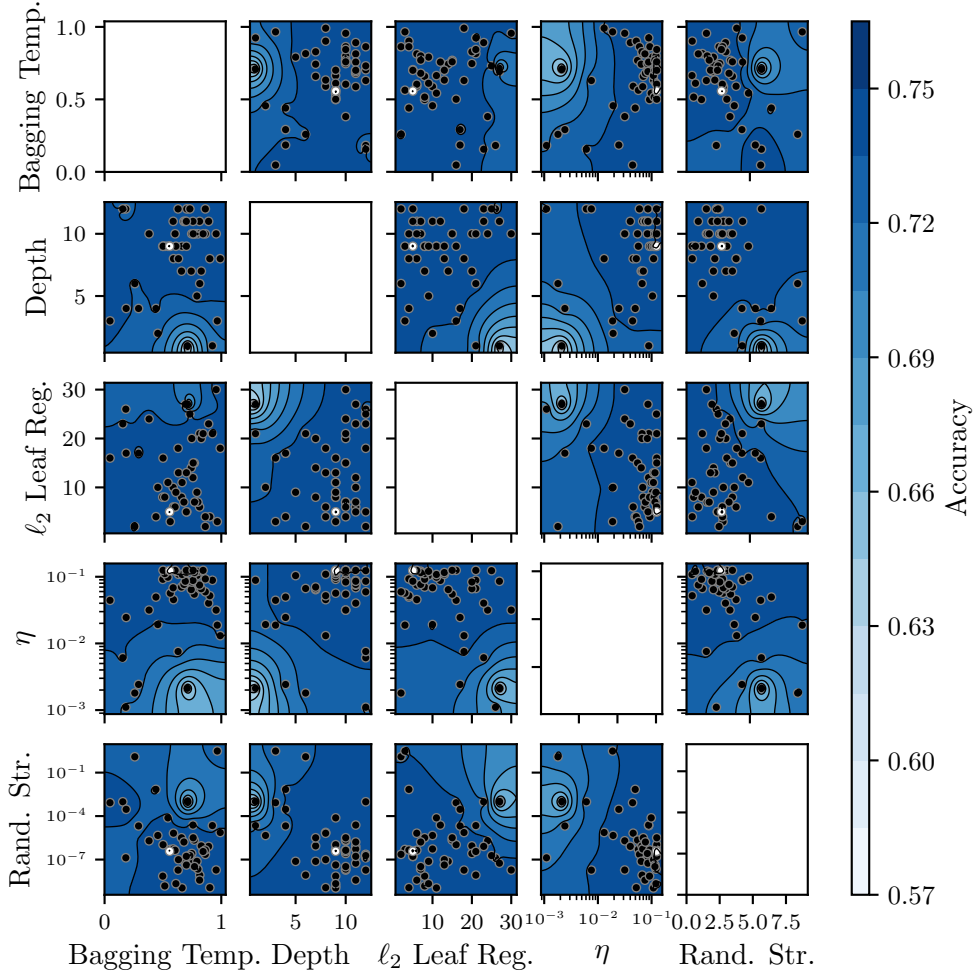 Bagging Temp.
1.0
0.5
0.0
Depth
10
5
ℓ₂ Leaf Reg.
30
20
10
η
10⁻¹
10⁻²
10⁻³
Rand. Str.
10⁻¹
10⁻⁴
10⁻⁷
0 1
5 10
10 20 30
10⁻³ 10⁻² 10⁻¹
0.0 2.5 5.0 7.5
Bagging Temp. Depth ℓ₂ Leaf Reg. η Rand. Str.
0.75
0.72
0.69
0.66
0.63
0.60
0.57
Accuracy